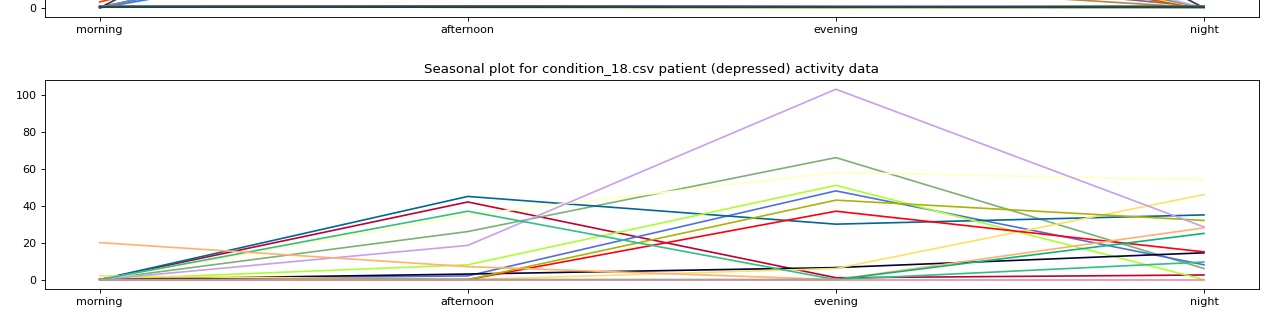 0
morning afternoon evening night
Seasonal plot for condition_18.csv patient (depressed) activity data
100
80
60
40
20
0
morning afternoon evening night